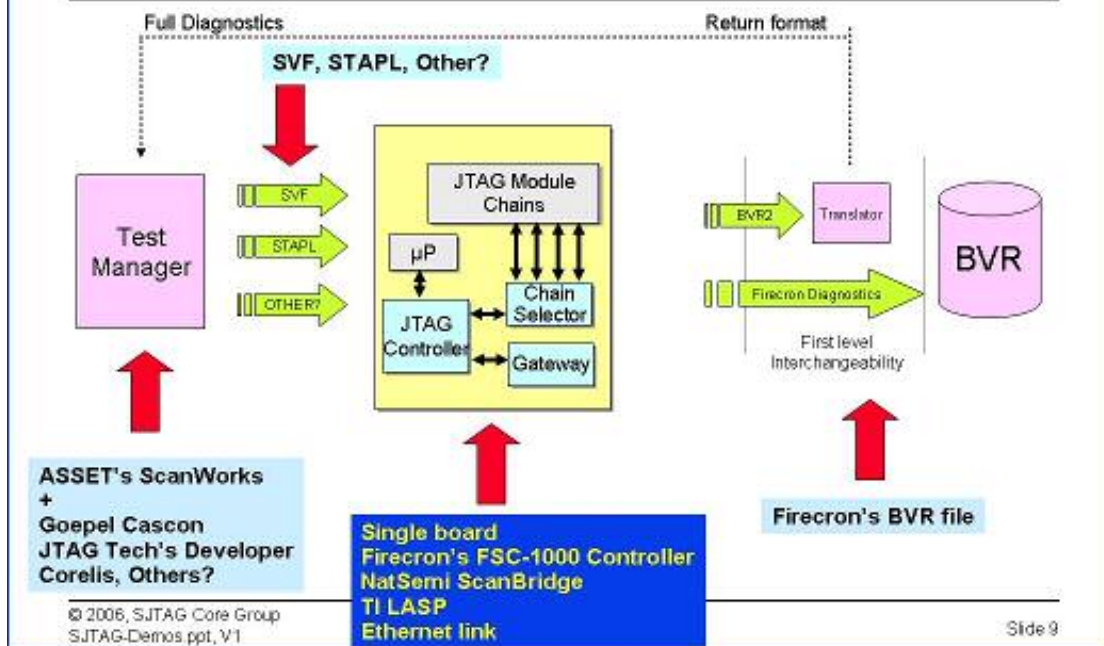 Full Diagnostics
Return format
SVF, STAPL, Other?
Test
Manager
SVF
STAPL
OTHER?
JTAG Module
Chains
µP
JTAG
Controller
Chain
Selector
Gateway
BVR2
Translator
Firecron Diagnostics
BVR
First level
Interchangeability
ASSET's ScanWorks
+
Goepel Cascon
JTAG Tech's Developer
Corelis, Others?
Single board
Firecron's FSC-1000 Controller
NatSemi ScanBridge
TI LASP
Ethernet link
Firecron's BVR file
© 2006, SJTAG Core Group
SJTAG-Demos.ppt, V1
Slide 9